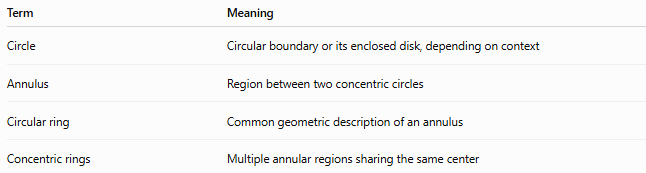 Term Meaning
Circle Circular boundary or its enclosed disk, depending on context
Annulus Region between two concentric circles
Circular ring Common geometric description of an annulus
Concentric rings Multiple annular regions sharing the same center